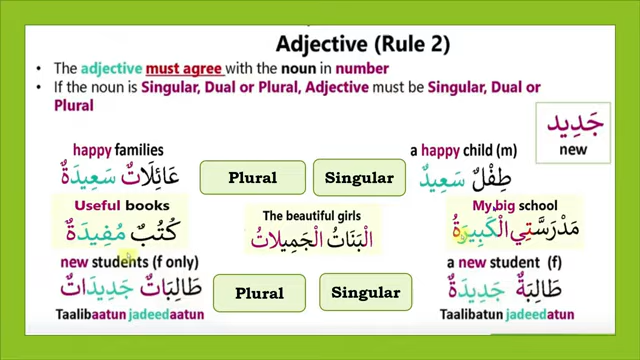 Adjective (Rule 2)
• The adjective must agree with the noun in number
• If the noun is Singular, Dual or Plural, Adjective must be Singular, Dual or
Plural
جَدِيد
new
happy families
عَائِلَاتٌ سَعِيدَةٌ
Plural
Singular
a happy child (m)
طِفْلٌ سَعِيدٌ
Useful books
كُتُبٌ مُفِيدَةٌ
The beautiful girls
الْبَنَاتُ الْجَمِيلاتُ
My big school
مَدْرَسَّتِي الْكَبِيرَةُ
new students (f only)
طَالِبَاتٌ جَدِيدَاتٌ
Taalibaatun jadeedaatun
Plural
Singular
a new student (f)
طَالِبَةٌ جَدِيدَةٌ
Taalibatun jadeedatun